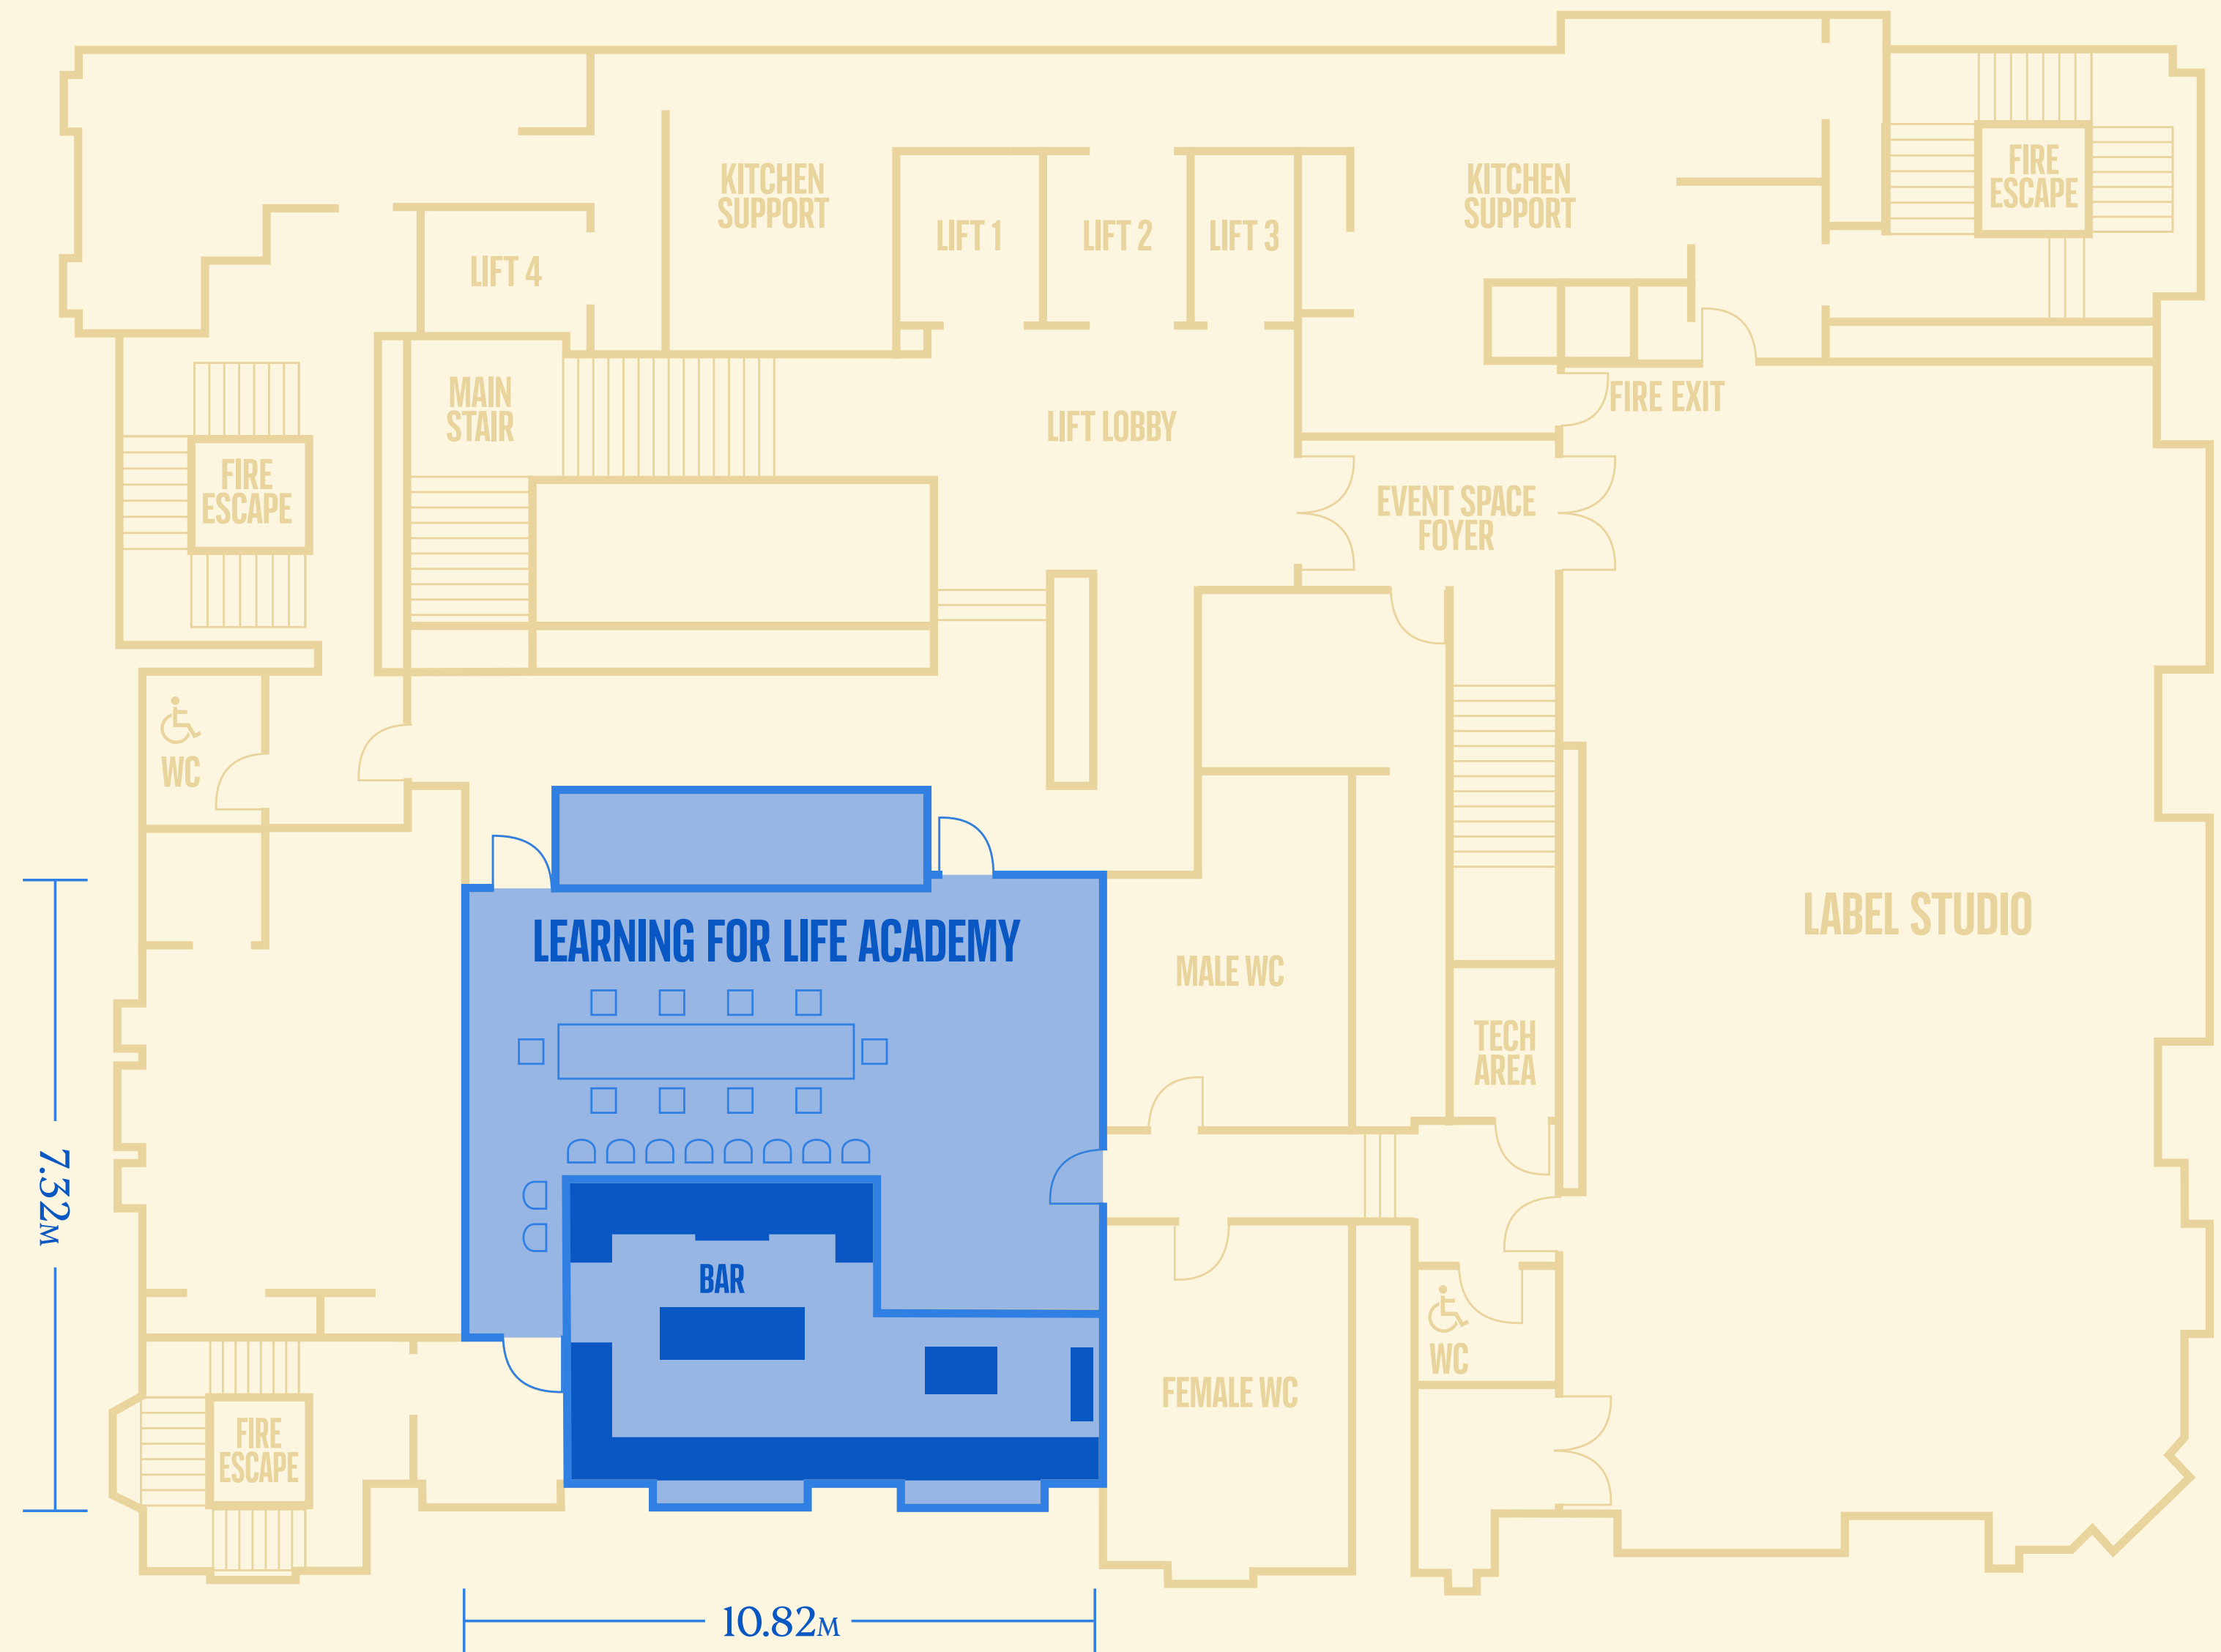 KITCHEN
SUPPORT
LIFT 1
LIFT 2
LIFT 3
KITCHEN
SUPPORT
FIRE
ESCAPE
LIFT 4
MAIN
STAIR
LIFT LOBBY
FIRE EXIT
FIRE
ESCAPE
EVENT SPACE
FOYER
WC
LEARNING FOR LIFE ACADEMY
LABEL STUDIO
MALE WC
TECH
AREA
7.32M
BAR
WC
FEMALE WC
FIRE
ESCAPE
10.82M